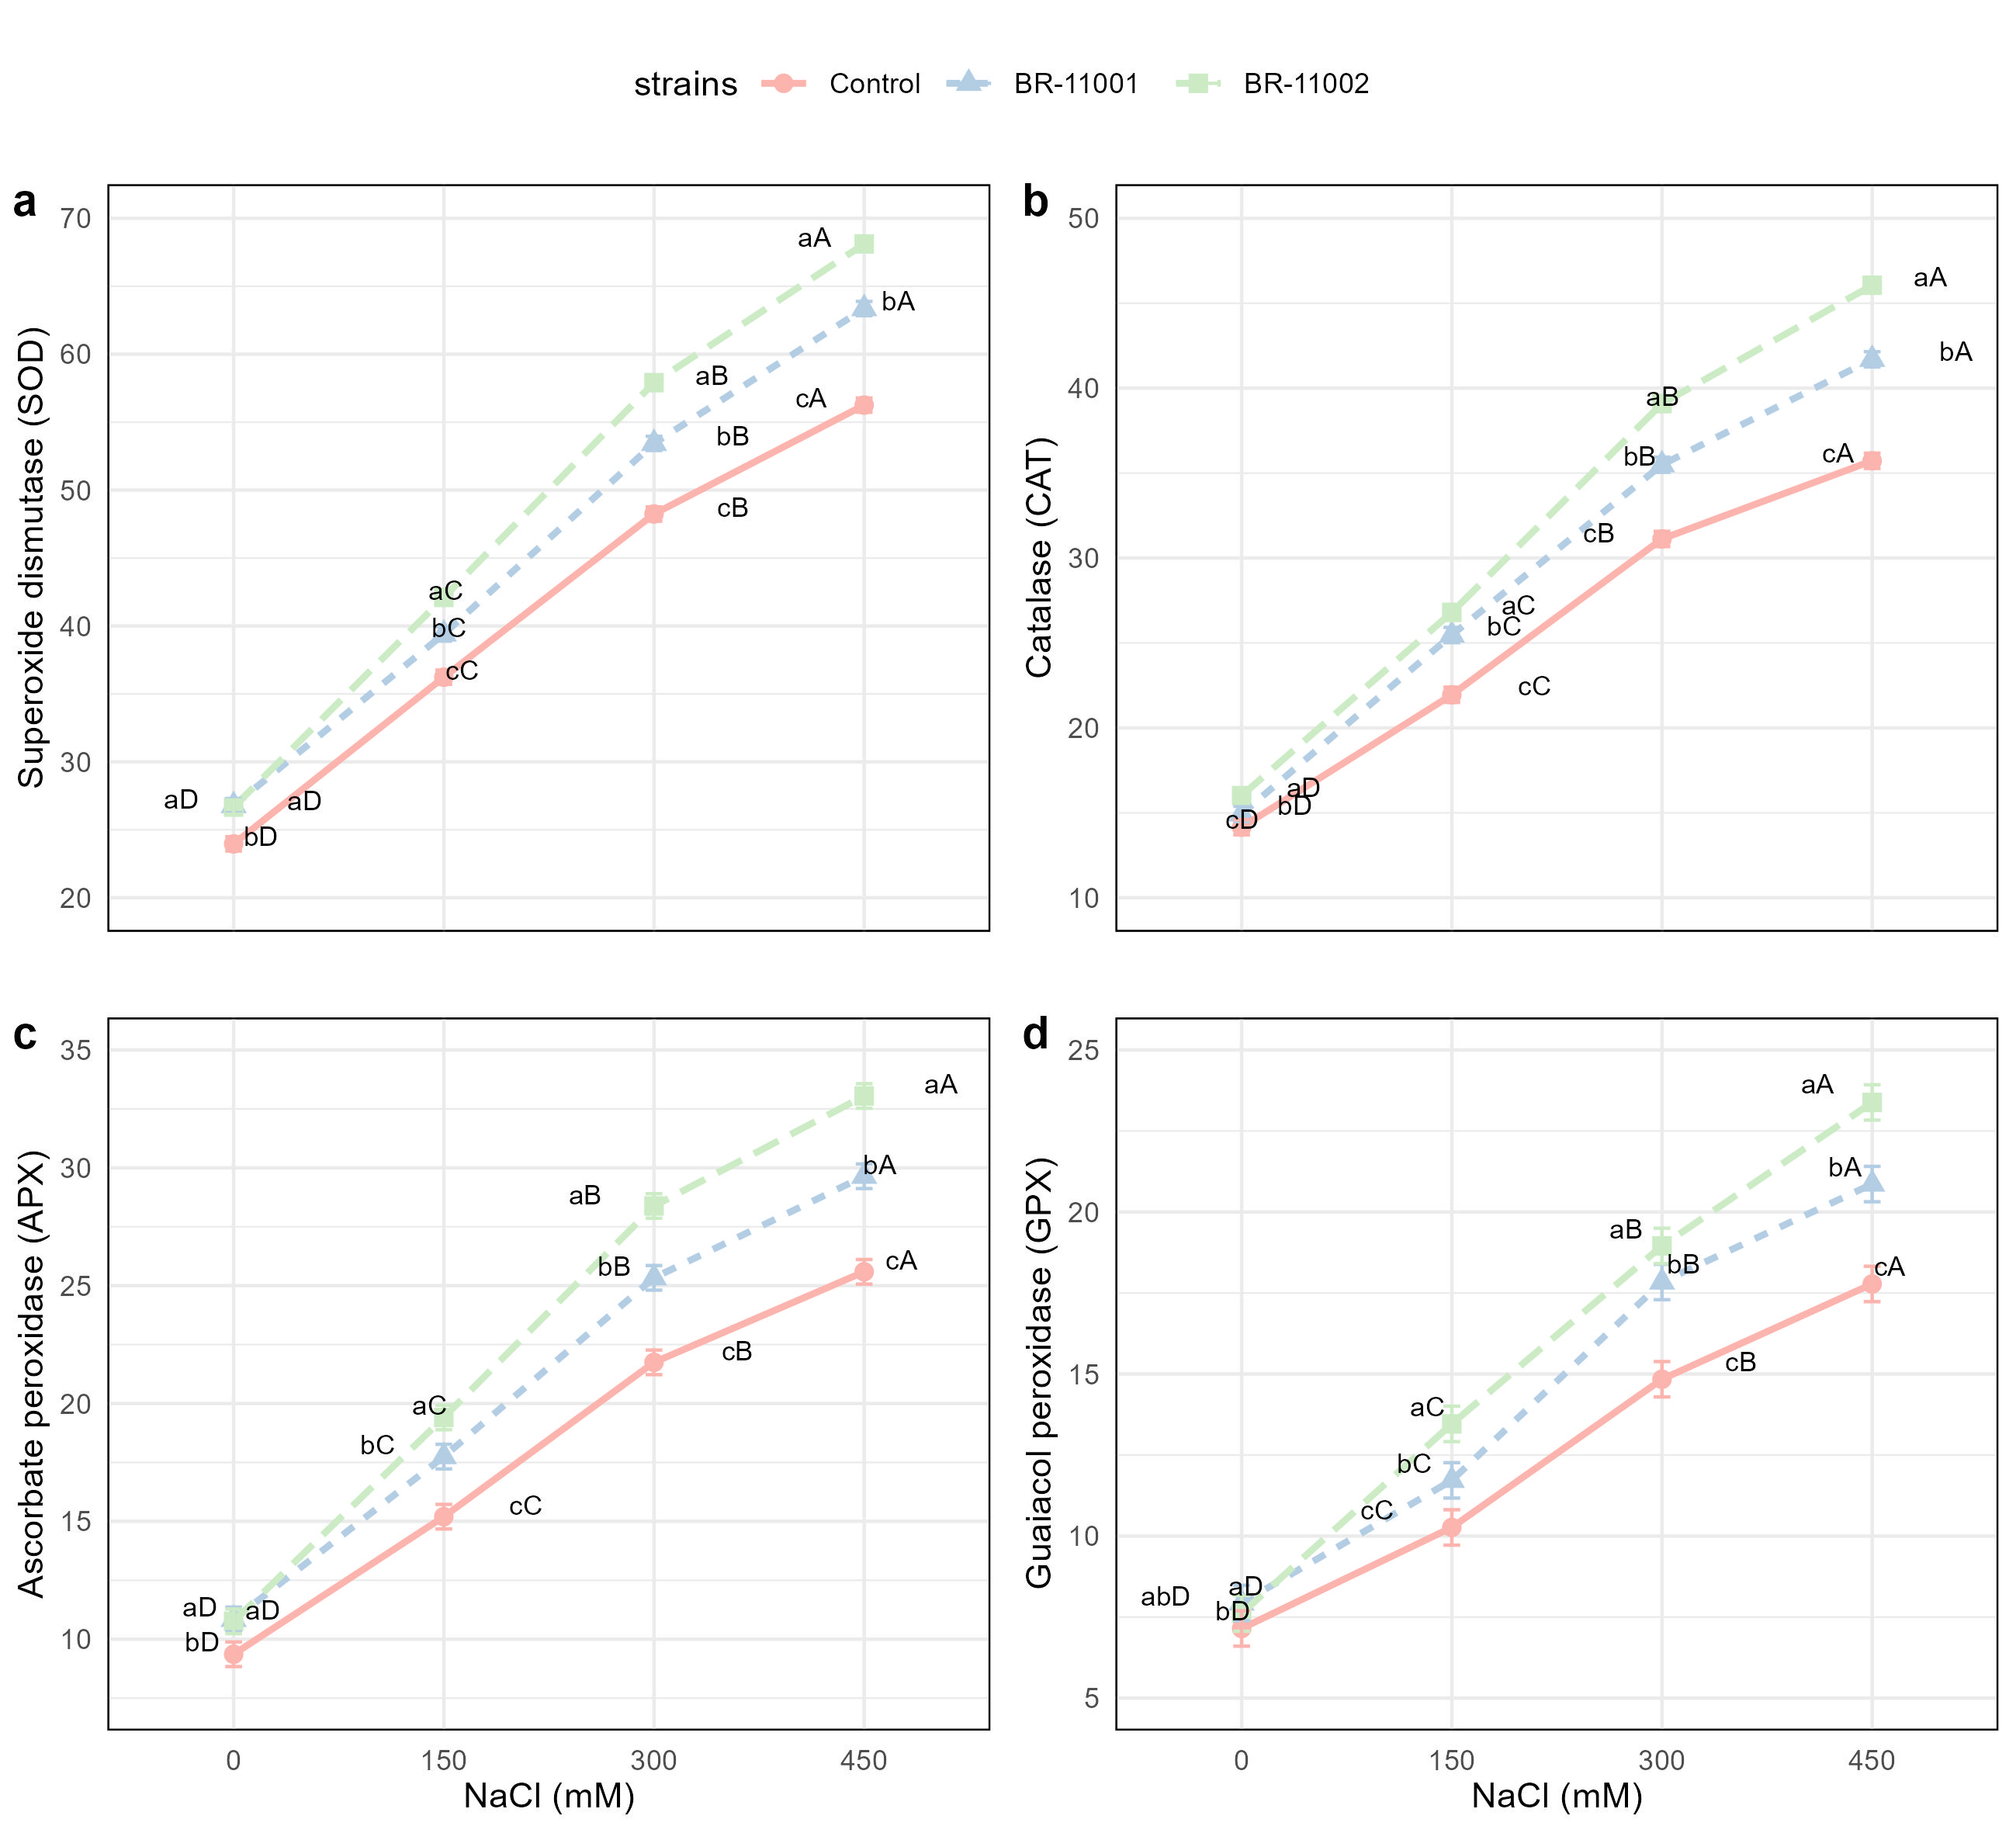 strains Control BR-11001 BR-11002
a
Superoxide dismutase (SOD)
70
60
50
40
30
20
aA
bA
aB
cA
bB
cB
aC
bC
cC
aD
aD
bD
b
Catalase (CAT)
50
40
30
20
10
aA
bA
aB
bB
cA
cB
aC
bC
cC
aD
bD
cD
c
Ascorbate peroxidase (APX)
35
30
25
20
15
10
aA
bA
aB
bB
cA
cB
aC
bC
cC
aD
aD
bD
0 150 300 450
NaCl (mM)
d
Guaiacol peroxidase (GPX)
25
20
15
10
5
aA
bA
aB
bB
cA
cB
aC
bC
cC
aD
abD
bD
0 150 300 450
NaCl (mM)